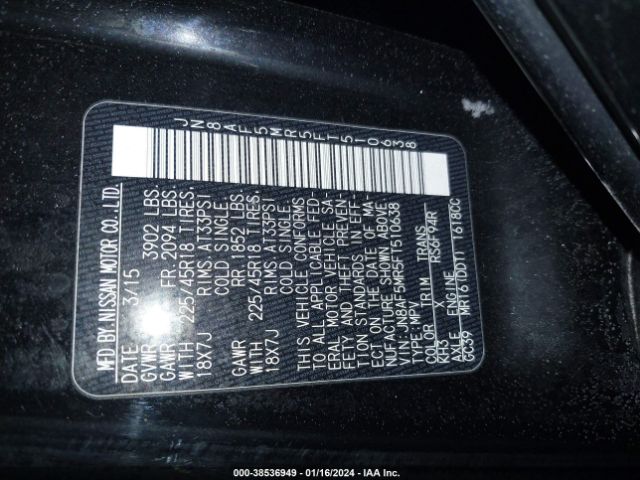 JN8AF5MR5FT510638
MFD BY. NISSAN MOTOR CO., LTD.
DATE 3/15
GVWR 3902 LBS.
GAWR FR 2094 LBS.
WITH 225/45R18 TIRES,
18X7J RIMS AT33PSI
COLD SINGLE
GAWR RR 1852 LBS.
WITH 225/45R18 TIRES,
18X7J RIMS AT33PSI
COLD SINGLE
THIS VEHICLE CONFORMS
TO ALL APPLICABLE FED-
ERAL MOTOR VEHICLE SA-
FETY AND THEFT PREVEN-
TION STANDARDS IN EFF-
ECT ON THE DATE OF MA-
NUFACTURE SHOWN ABOVE
VIN:JN8AF5MR5FT510638
TYPE:MPV
COLOR TRIM TRANS
KH3 X RS6F94R
AXLE ENGINE
GC39 MR16(DDT) 1618CC
000-38536949 - 01/16/2024 - IAA Inc.